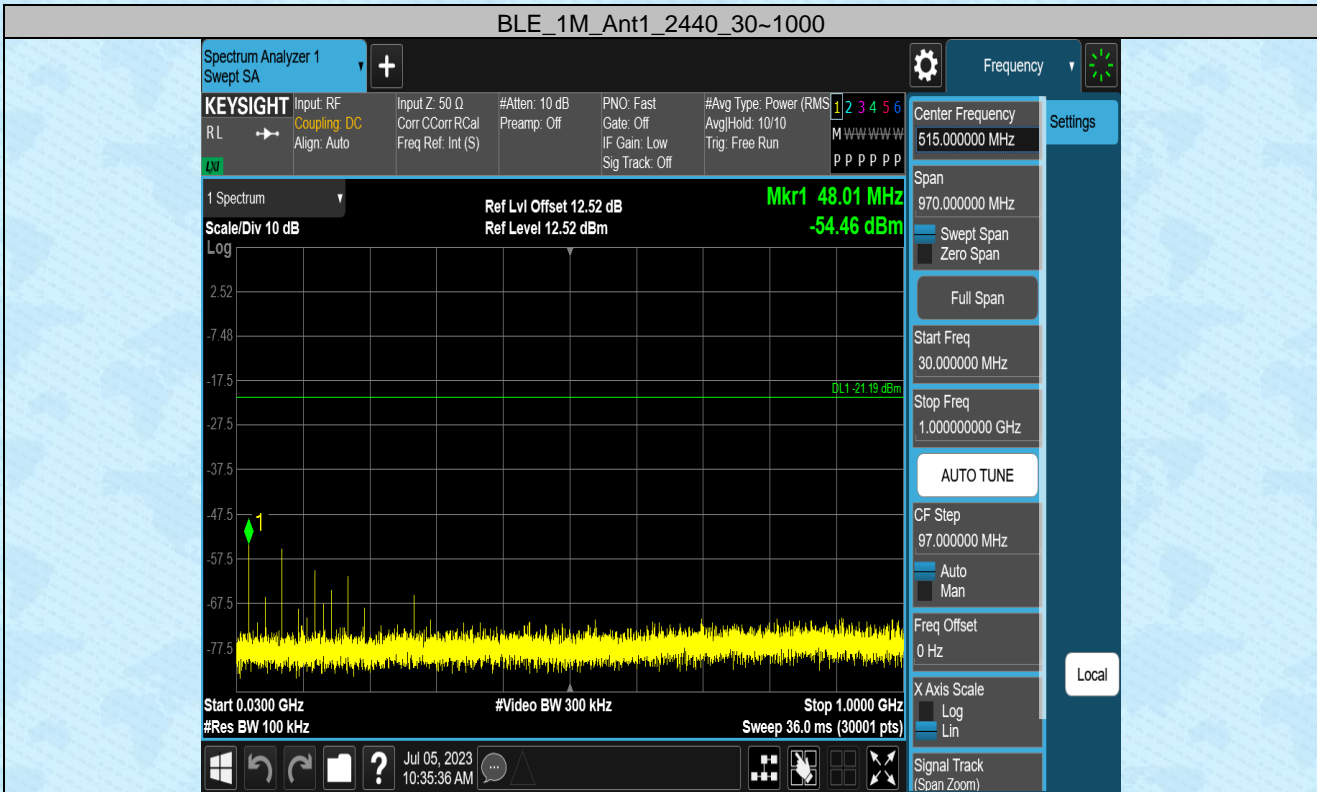 BLE_1M_Ant1_2440_30~1000
Spectrum Analyzer 1
Swept SA
Frequency
KEYSIGHT
R L
LXI
Input: RF
Coupling: DC
Align: Auto
Input Z: 50 Ω
Corr CCorr RCal
Freq Ref: Int (S)
#Atten: 10 dB
Preamp: Off
PNO: Fast
Gate: Off
IF Gain: Low
Sig Track: Off
#Avg Type: Power (RMS
Avg|Hold: 10/10
Trig: Free Run
1 2 3 4 5 6
M W W W W W
P P P P P P
1 Spectrum
Scale/Div 10 dB
Log
Ref Lvl Offset 12.52 dB
Ref Level 12.52 dBm
Mkr1 48.01 MHz
-54.46 dBm
2.52
-7.48
-17.5
DL1 -21.19 dBm
-27.5
-37.5
-47.5
1
-57.5
-67.5
-77.5
Start 0.0300 GHz
#Res BW 100 kHz
#Video BW 300 kHz
Stop 1.0000 GHz
Sweep 36.0 ms (30001 pts)
Jul 05, 2023
10:35:36 AM
Center Frequency
515.000000 MHz
Settings
Span
970.000000 MHz
Swept Span
Zero Span
Full Span
Start Freq
30.000000 MHz
Stop Freq
1.000000000 GHz
AUTO TUNE
CF Step
97.000000 MHz
Auto
Man
Freq Offset
0 Hz
Local
X Axis Scale
Log
Lin
Signal Track
(Span Zoom)